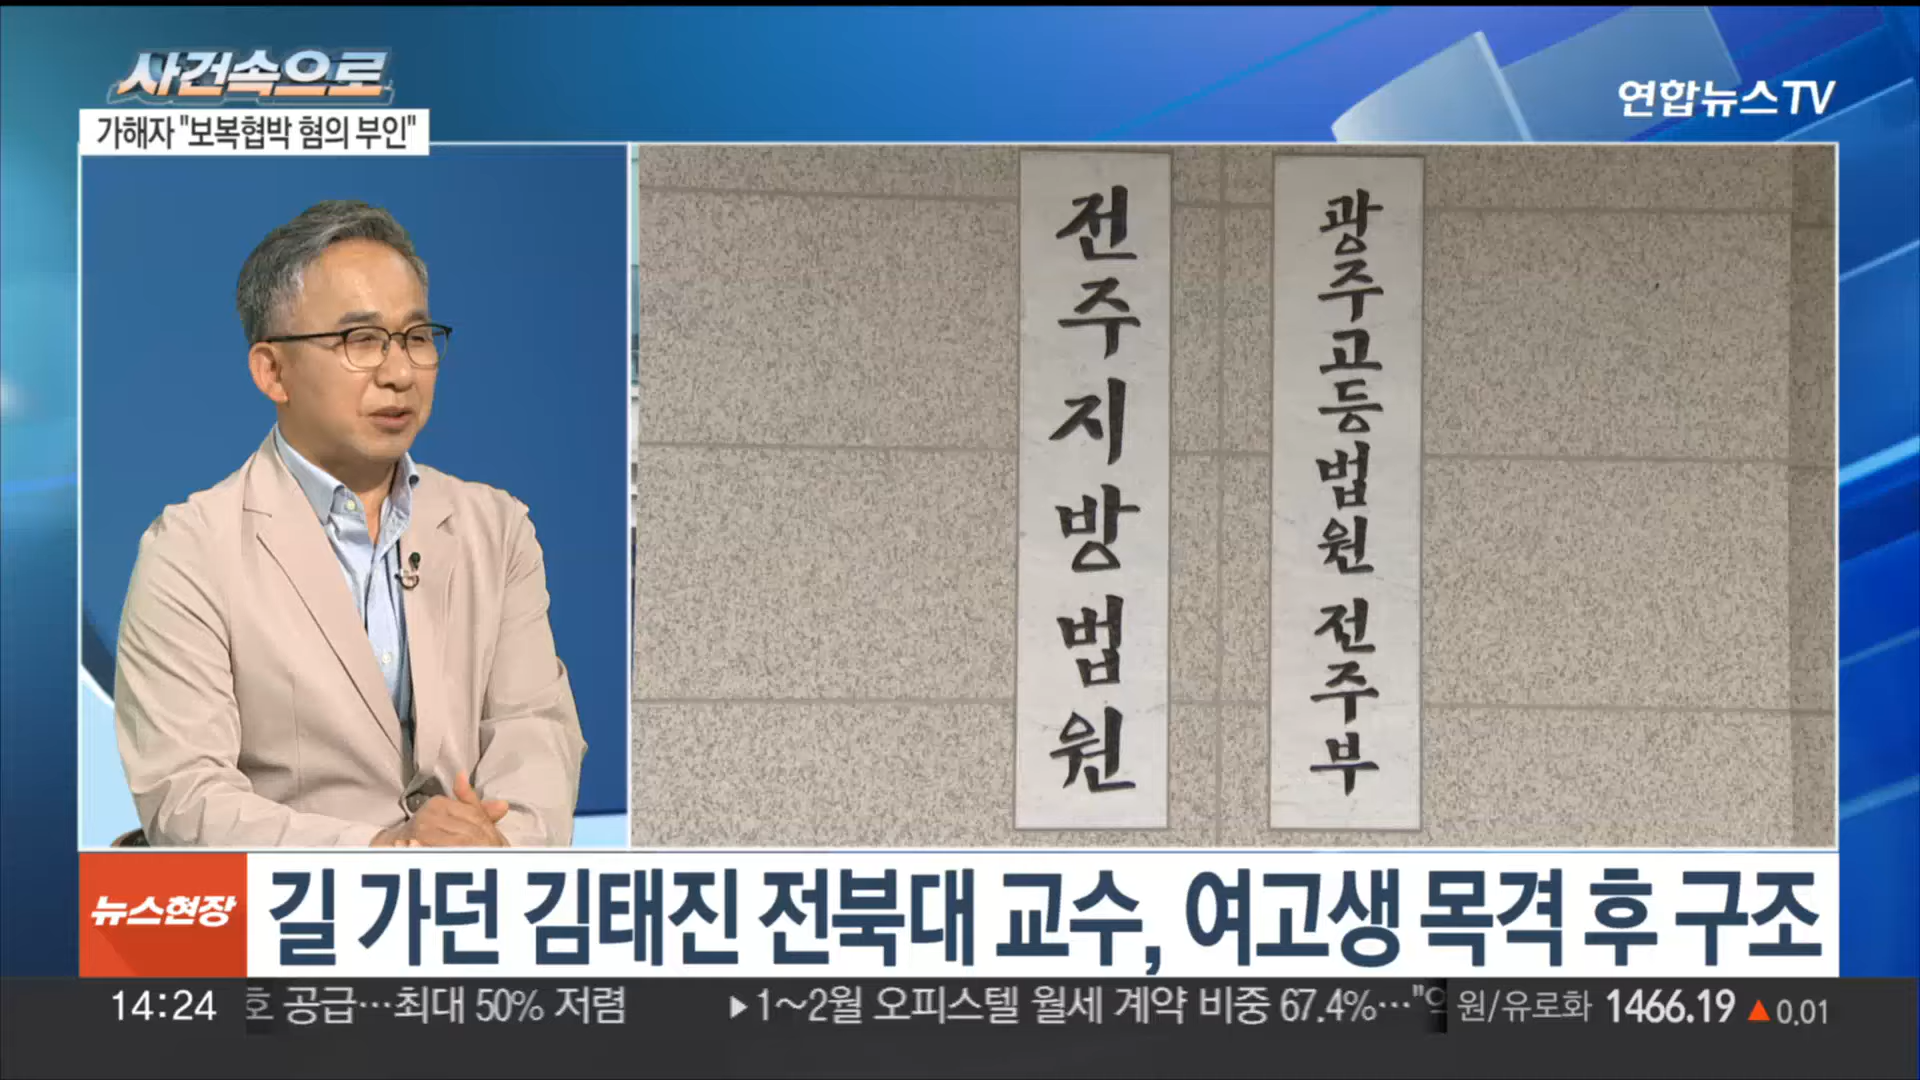 사건속으로
가해자 "보복협박 혐의 부인"
연합뉴스TV
전주지방법원
광주고등법원 전주부
뉴스현장
길 가던 김태진 전북대 교수, 여고생 목격 후 구조
14:24
공급…최대 50% 저렴
▶1~2월 오피스텔 월세 계약 비중 67.4%…"
원/유로화 1466.19 ▲0.01